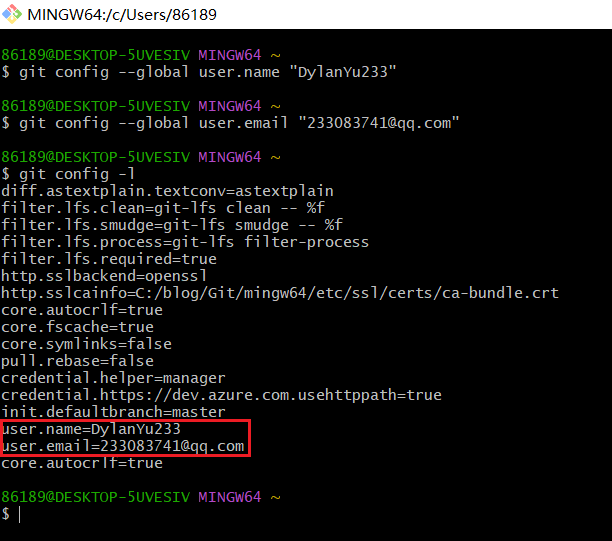 MINGW64:/c/Users/86189
86189@DESKTOP-5UVESIV MINGW64 ~
$ git config --global user.name "DylanYu233"
86189@DESKTOP-5UVESIV MINGW64 ~
$ git config --global user.email "233083741@qq.com"
86189@DESKTOP-5UVESIV MINGW64 ~
$ git config -l
diff.astextplain.textconv=astextplain
filter.lfs.clean=git-lfs clean -- %f
filter.lfs.smudge=git-lfs smudge -- %f
filter.lfs.process=git-lfs filter-process
filter.lfs.required=true
http.sslbackend=openssl
http.sslcainfo=C:/blog/Git/mingw64/etc/ssl/certs/ca-bundle.crt
core.autocrlf=true
core.fscache=true
core.symlinks=false
pull.rebase=false
credential.helper=manager
credential.https://dev.azure.com.usehttppath=true
init.defaultbranch=master
user.name=DylanYu233
user.email=233083741@qq.com
core.autocrlf=true
86189@DESKTOP-5UVESIV MINGW64 ~
$